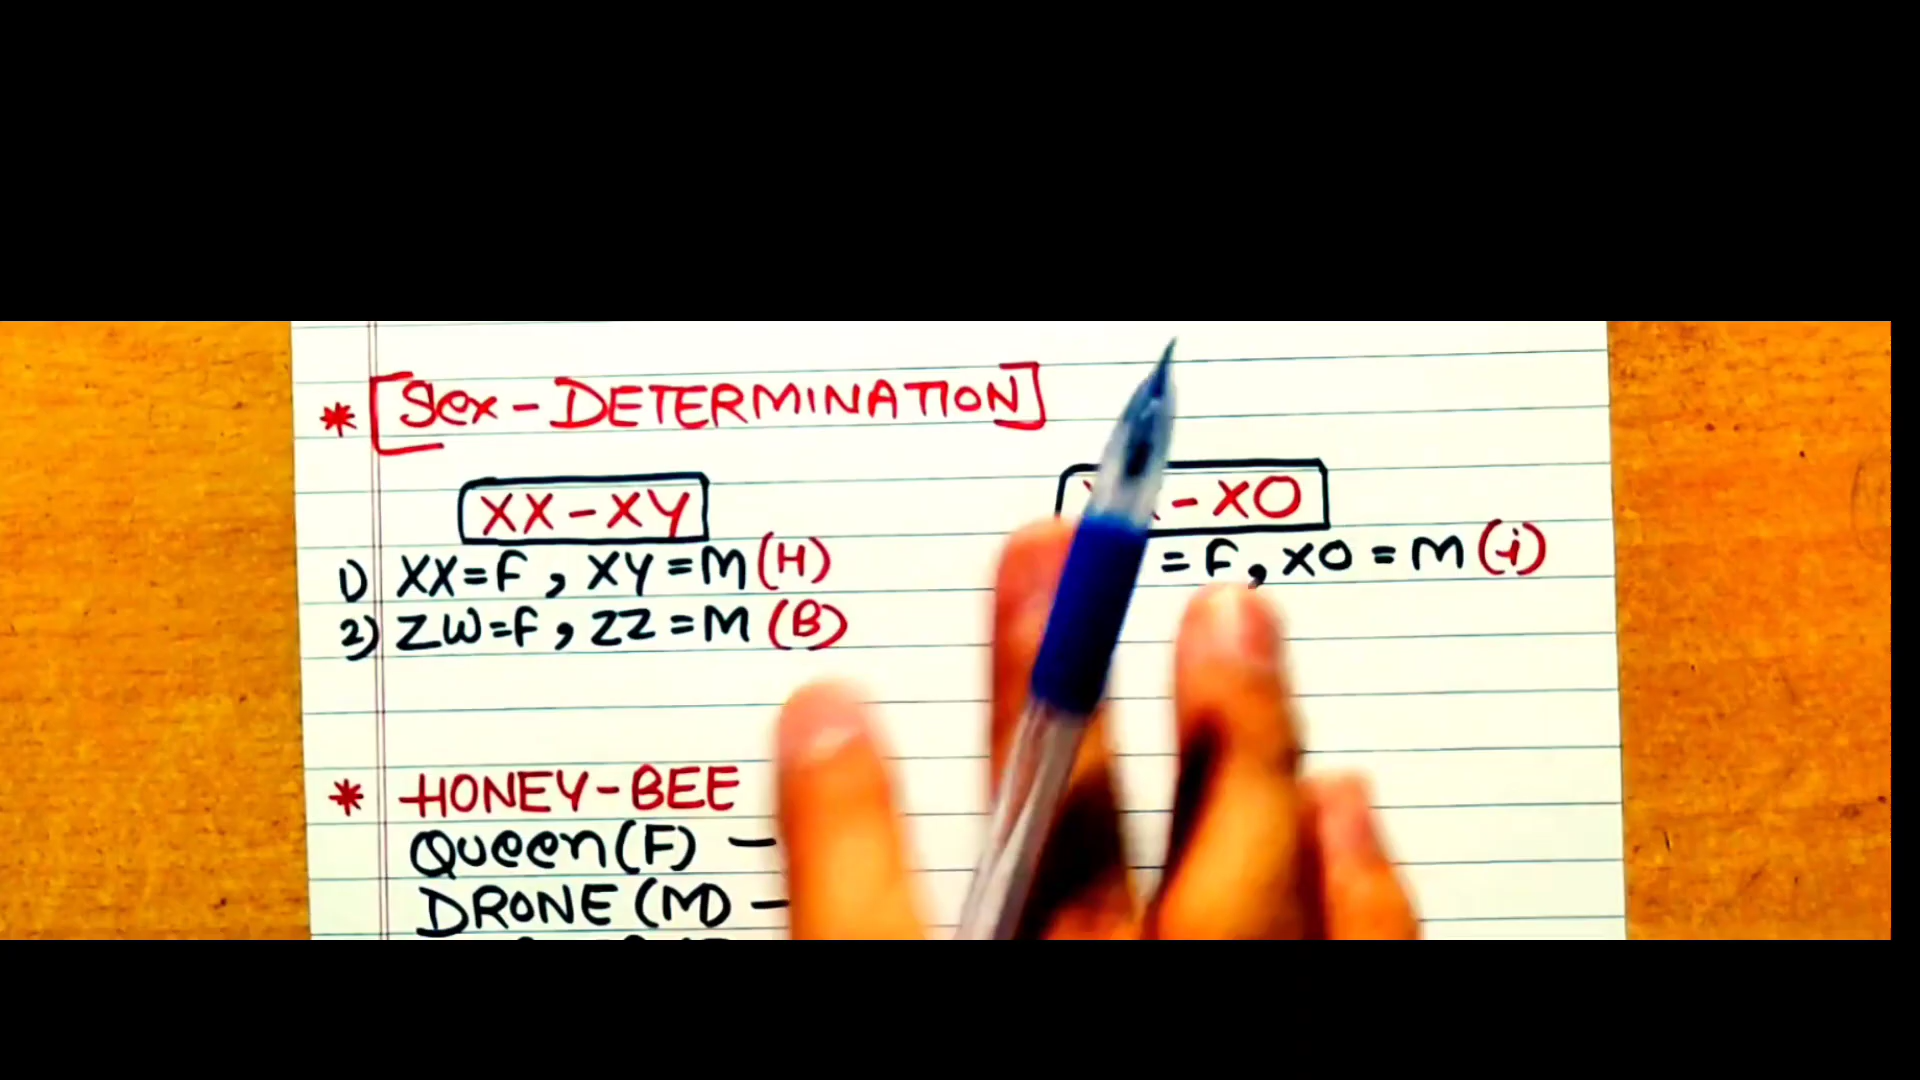 * [Sex - DETERMINATION]
XX - XY
- XO
1) XX = F , XY = M (H)
= F , XO = M (i)
2) ZW = F , ZZ = M (B)
* HONEY - BEE
Queen (F) -
DRONE (M) -